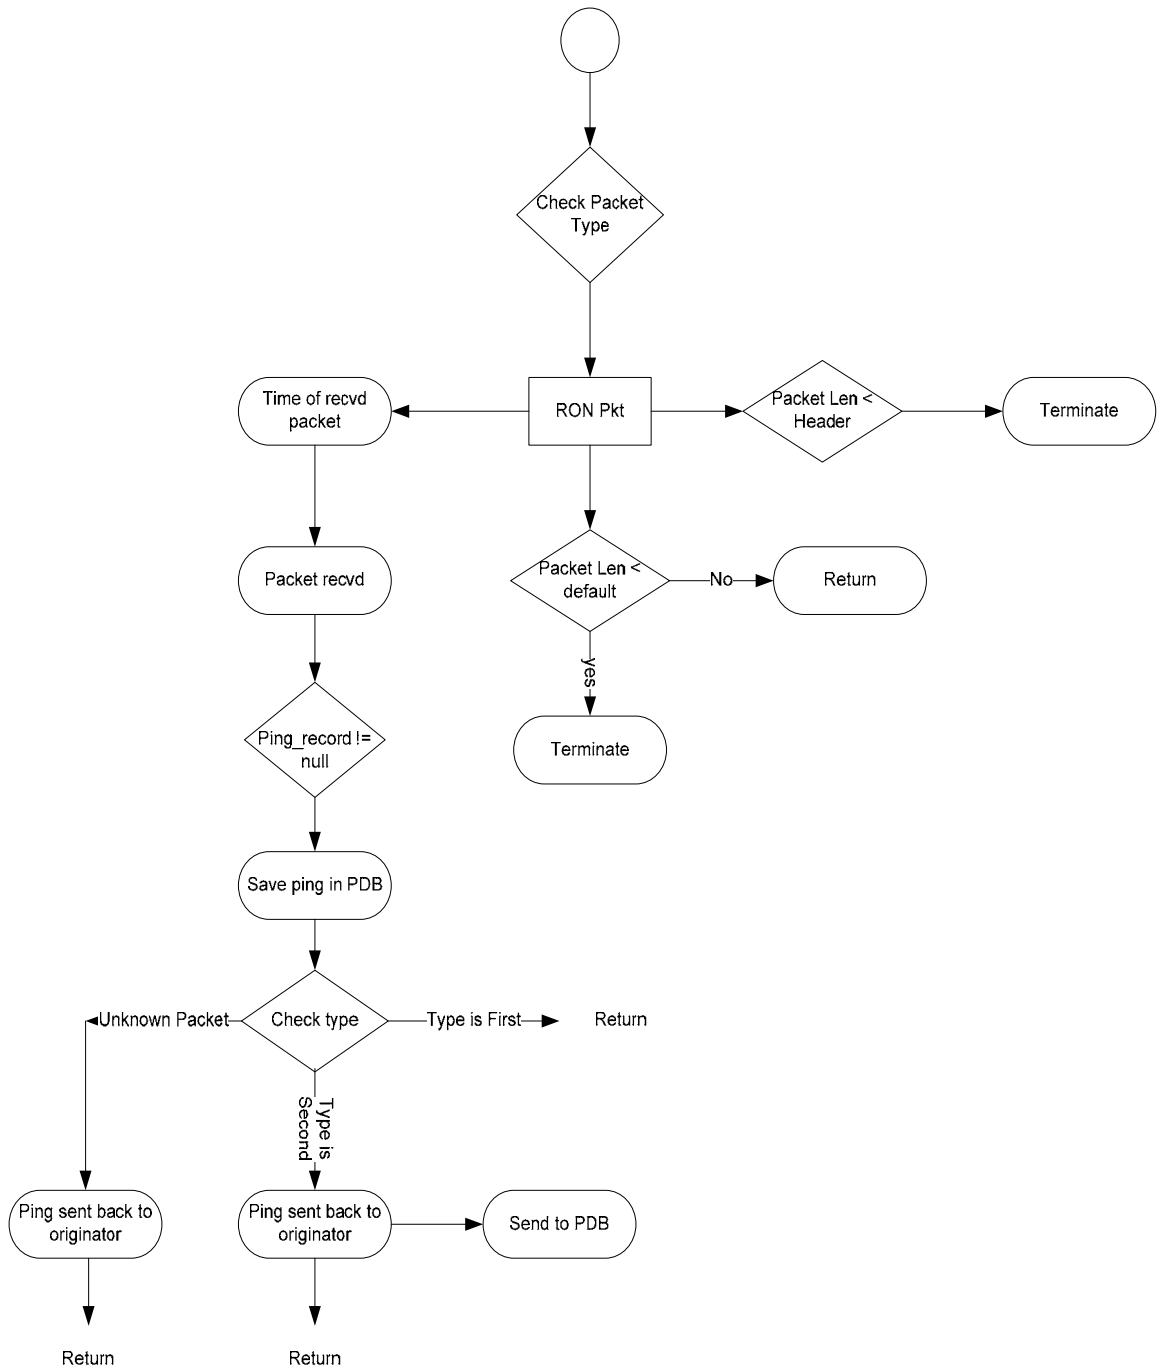 Check Packet
Type
Time of recvd
packet
RON Pkt
Packet Len <
Header
Terminate
Packet recvd
Packet Len <
default
No
Return
yes
Ping_record !=
null
Terminate
Save ping in PDB
Unknown Packet
Check type
Type is First
Return
Type is
Second
Ping sent back to
originator
Ping sent back to
originator
Send to PDB
Return
Return